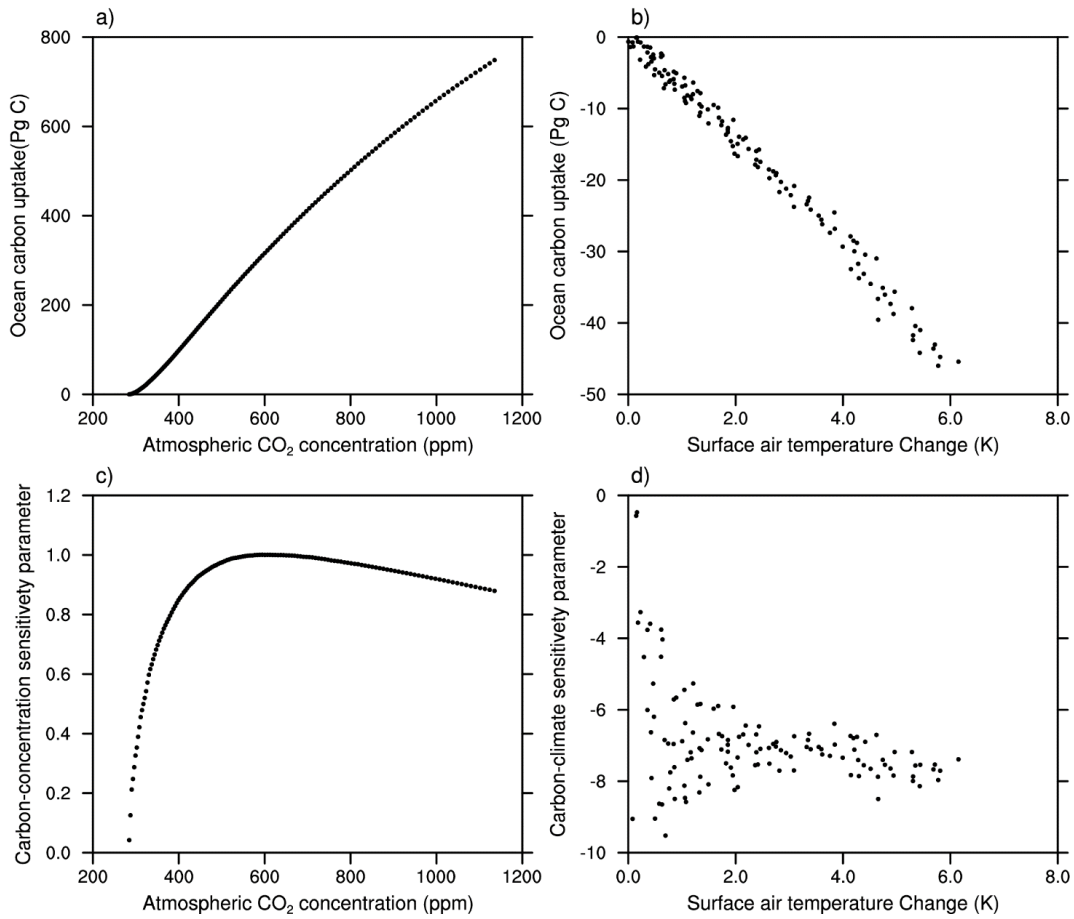 a)
Ocean carbon uptake(Pg C)
800
600
400
200
0
200 400 600 800 1000 1200
Atmospheric CO₂ concentration (ppm)
b)
Ocean carbon uptake (Pg C)
0
-10
-20
-30
-40
-50
0.0 2.0 4.0 6.0 8.0
Surface air temperature Change (K)
c)
Carbon-concentration sensitivety parameter
1.2
1.0
0.8
0.6
0.4
0.2
0.0
200 400 600 800 1000 1200
Atmospheric CO₂ concentration (ppm)
d)
Carbon-climate sensitivety parameter
0
-2
-4
-6
-8
-10
0.0 2.0 4.0 6.0 8.0
Surface air temperature Change (K)